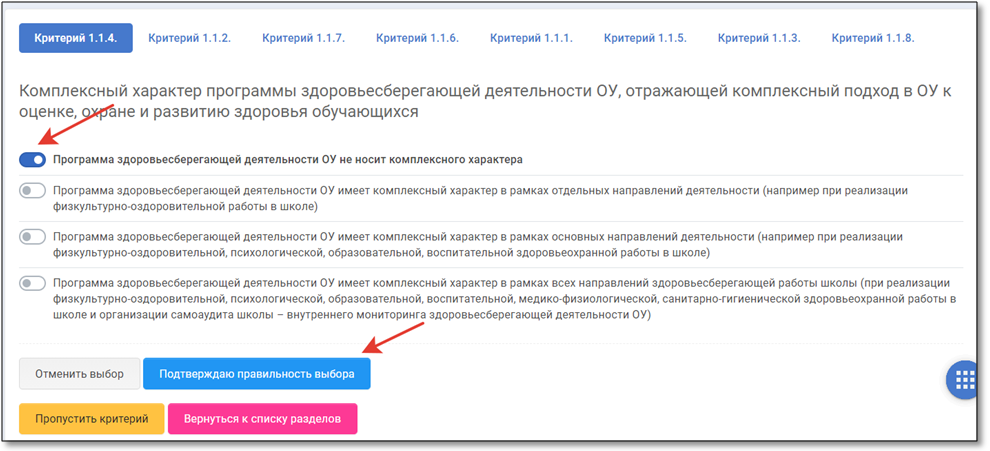 Критерий 1.1.4. Критерий 1.1.2. Критерий 1.1.7. Критерий 1.1.6. Критерий 1.1.1. Критерий 1.1.5. Критерий 1.1.3. Критерий 1.1.8.
Комплексный характер программы здоровьесберегающей деятельности ОУ, отражающей комплексный подход в ОУ к
оценке, охране и развитию здоровья обучающихся
Программа здоровьесберегающей деятельности ОУ не носит комплексного характера
Программа здоровьесберегающей деятельности ОУ имеет комплексный характер в рамках отдельных направлений деятельности (например при реализации
физкультурно-оздоровительной работы в школе)
Программа здоровьесберегающей деятельности ОУ имеет комплексный характер в рамках основных направлений деятельности (например при реализации
физкультурно-оздоровительной, психологической, образовательной, воспитательной здоровьеохранной работы в школе)
Программа здоровьесберегающей деятельности ОУ имеет комплексный характер в рамках всех направлений здоровьесберегающей работы школы (при реализации
физкультурно-оздоровительной, психологической, образовательной, воспитательной, медико-физиологической, санитарно-гигиенической здоровьеохранной работы в
школе и организации самоаудита школы – внутреннего мониторинга здоровьесберегающей деятельности ОУ)
Отменить выбор Подтверждаю правильность выбора
Пропустить критерий Вернуться к списку разделов